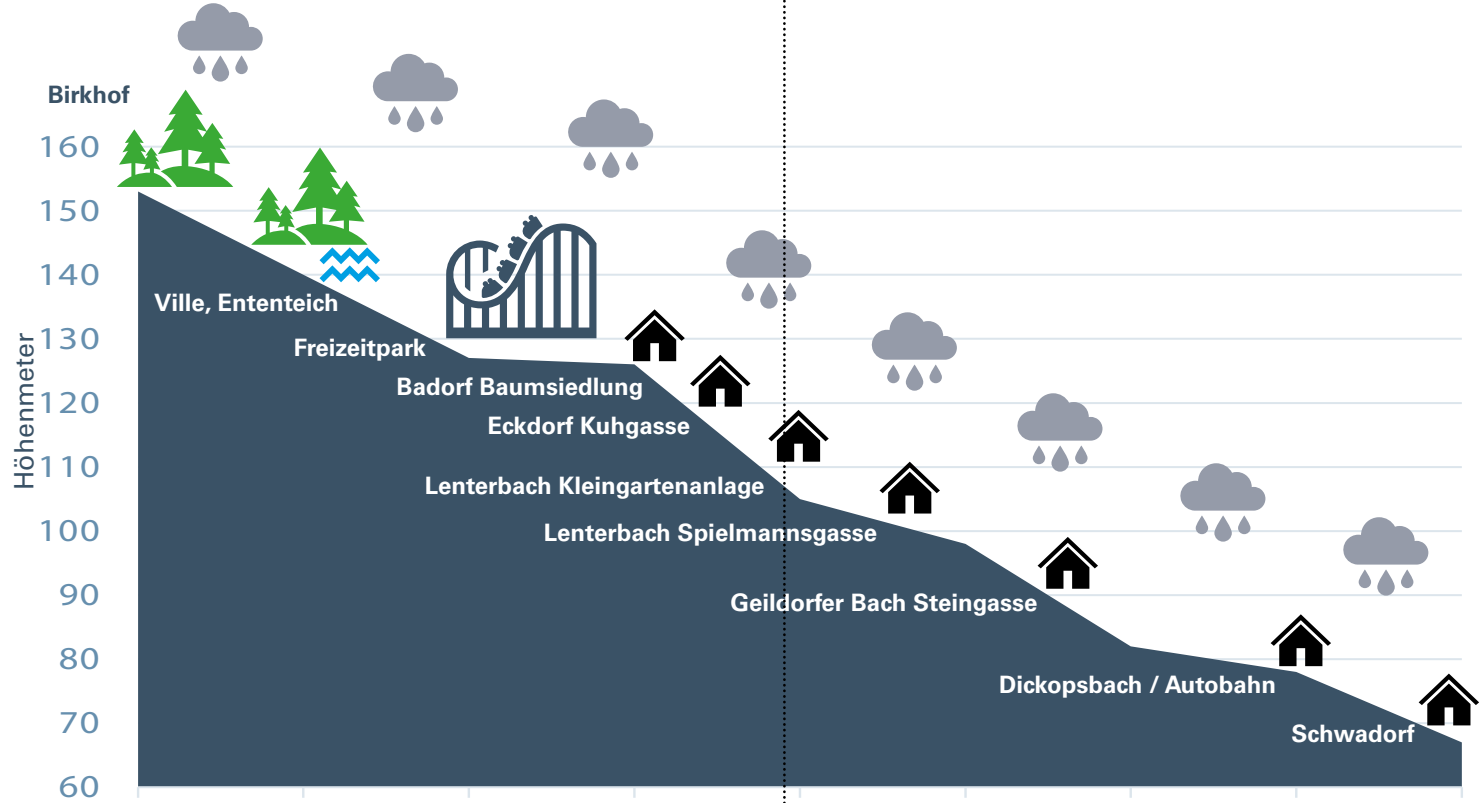 Birkhof
160
150
140
Ville, Ententeich
130
Freizeitpark
Badorf Baumsiedlung
120
Eckdorf Kuhgasse
Höhenmeter
110
Lenterbach Kleingartenanlage
100
Lenterbach Spielmannsgasse
90
Geildorfer Bach Steingasse
80
Dickopsbach / Autobahn
70
Schwadorf
60